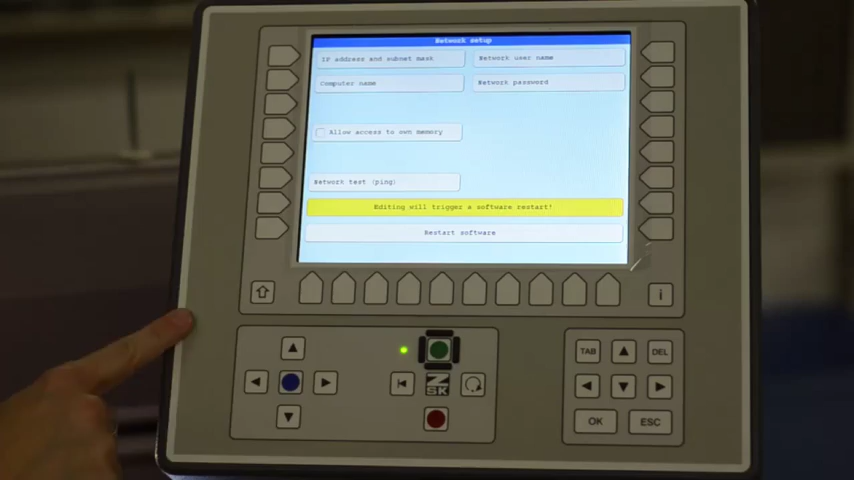 Network setup
IP address and subnet mask
Network user name
Computer name
Network password
Allow access to own memory
Network test (ping)
Editing will trigger a software restart!
Restart software
i
TAB
DEL
ZSK
OK
ESC